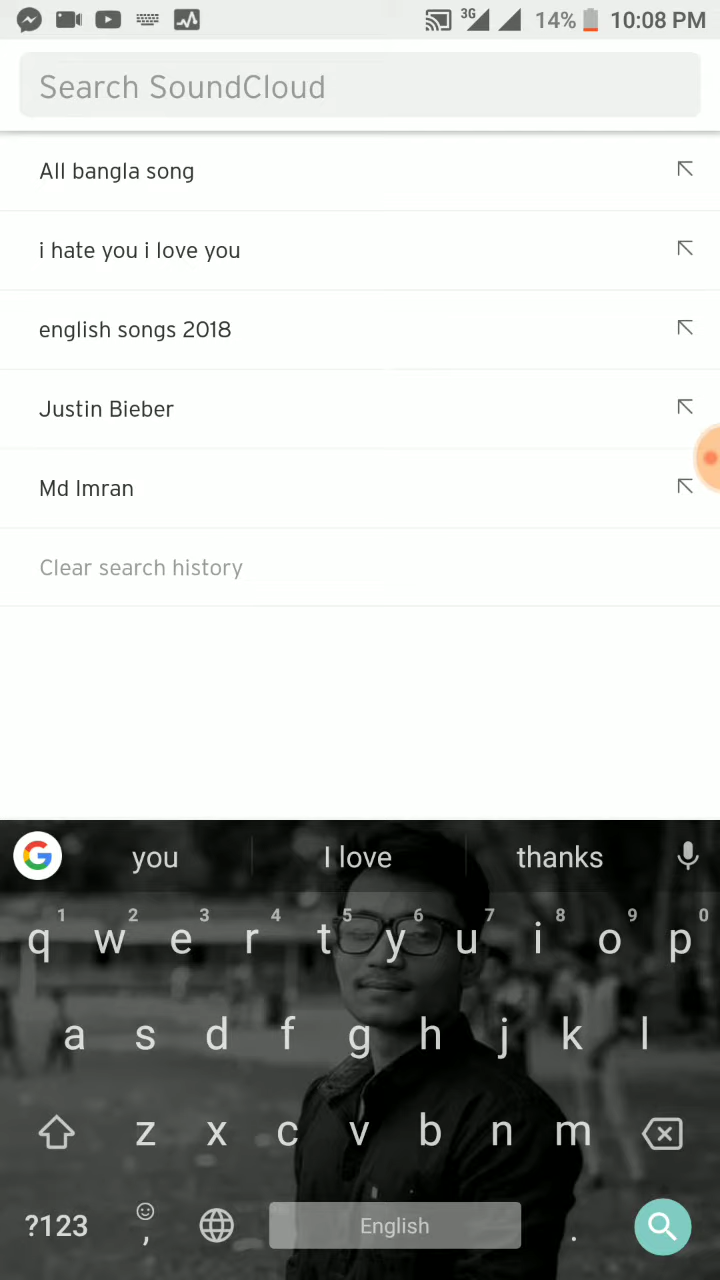 3G 14% 10:08 PM
Search SoundCloud
All bangla song
i hate you i love you
english songs 2018
Justin Bieber
Md Imran
Clear search history
you I love thanks
1 2 3 4 5 6 7 8 9 0
q w e r t y u i o p
a s d f g h j k l
z x c v b n m
?123 , English .